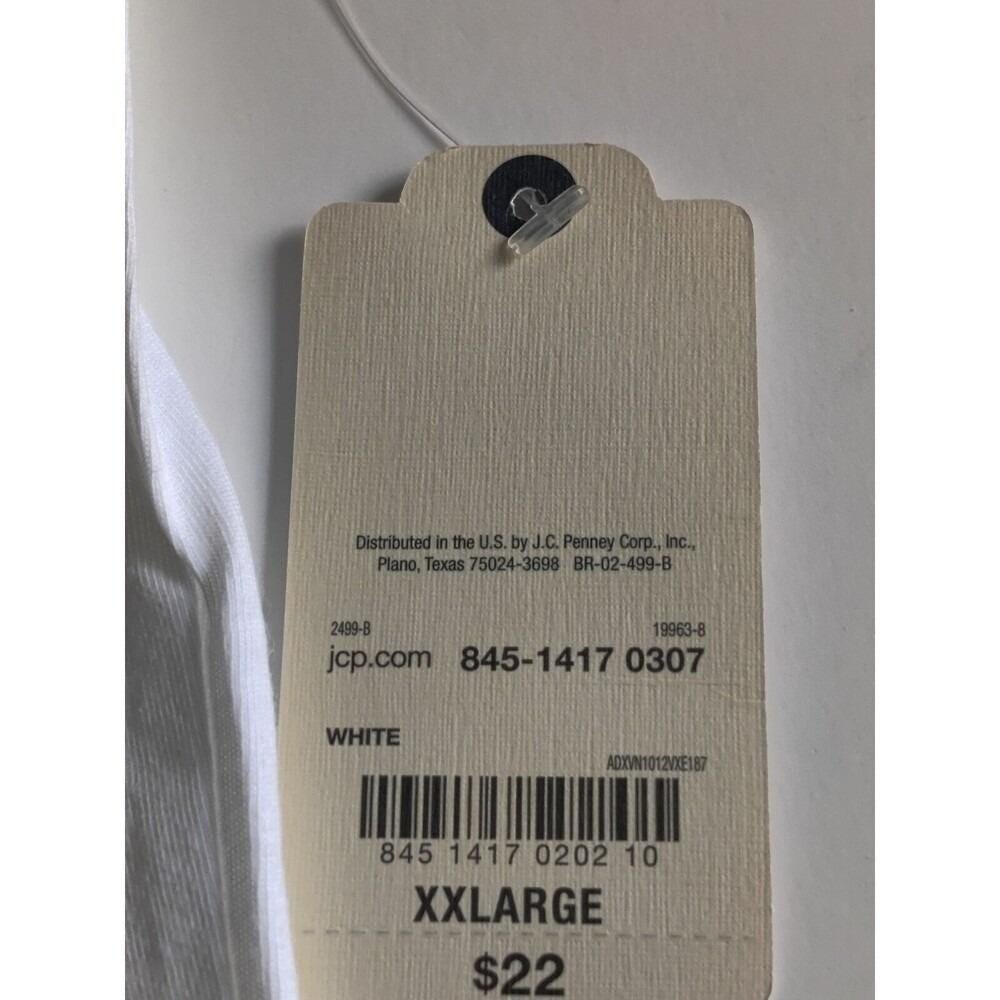 Distributed in the U.S. by J.C. Penney Corp., Inc.,
Plano, Texas 75024-3698 BR-02-499-B
2499-B 19963-8
jcp.com 845-1417 0307
WHITE
ADXVN1012VXE187
845 1417 0202 10
XXLARGE
$22